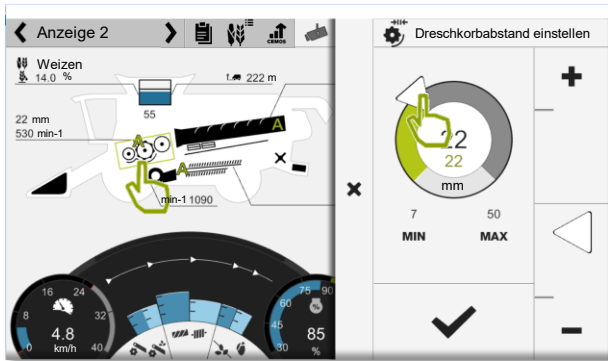 Anzeige 2
CEMOS
Dreschkorbabstand einstellen
Weizen
14.0 %
t. 222 m
55
22 mm
530 min-1
A
A
A
min-1 1090
22
22
mm
7
50
MIN
MAX
16
24
8
32
0
40
4.8
km/h
75
90
60
45
30
%
85
%